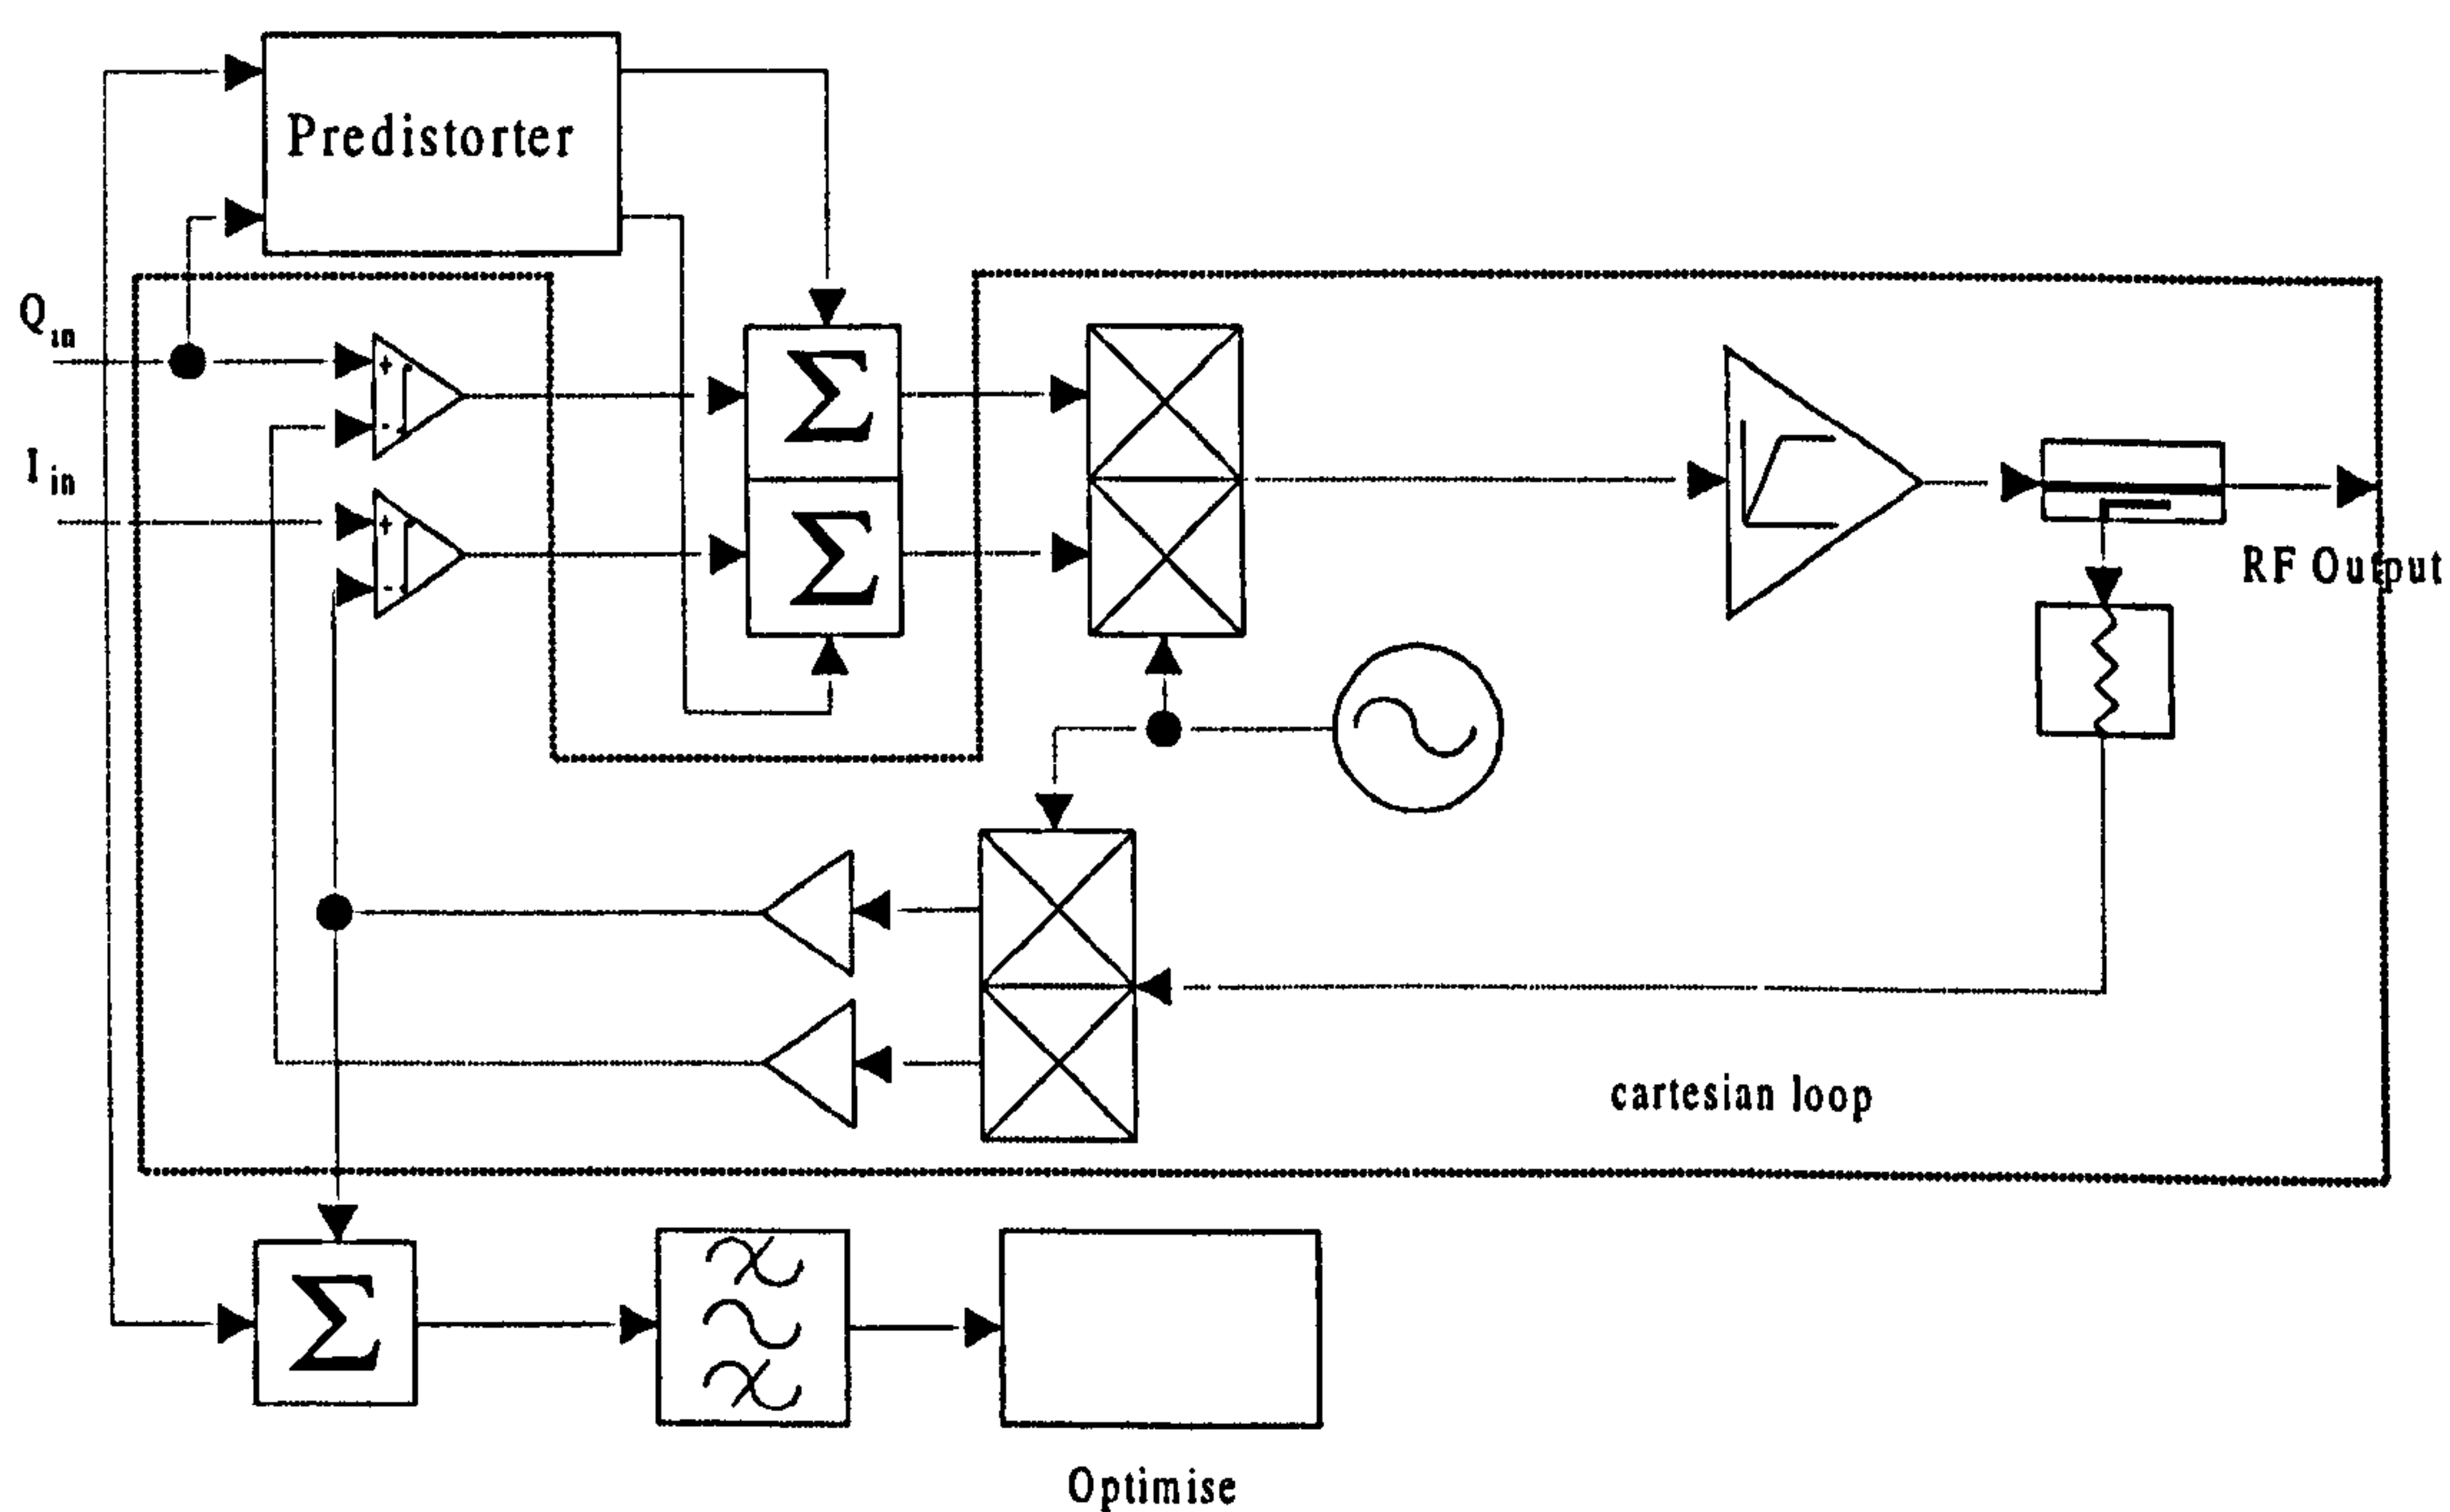 Predistorter
Q in
I in
+
-
+
-
Σ
Σ
RF Output
cartesian loop
Σ
Optimise